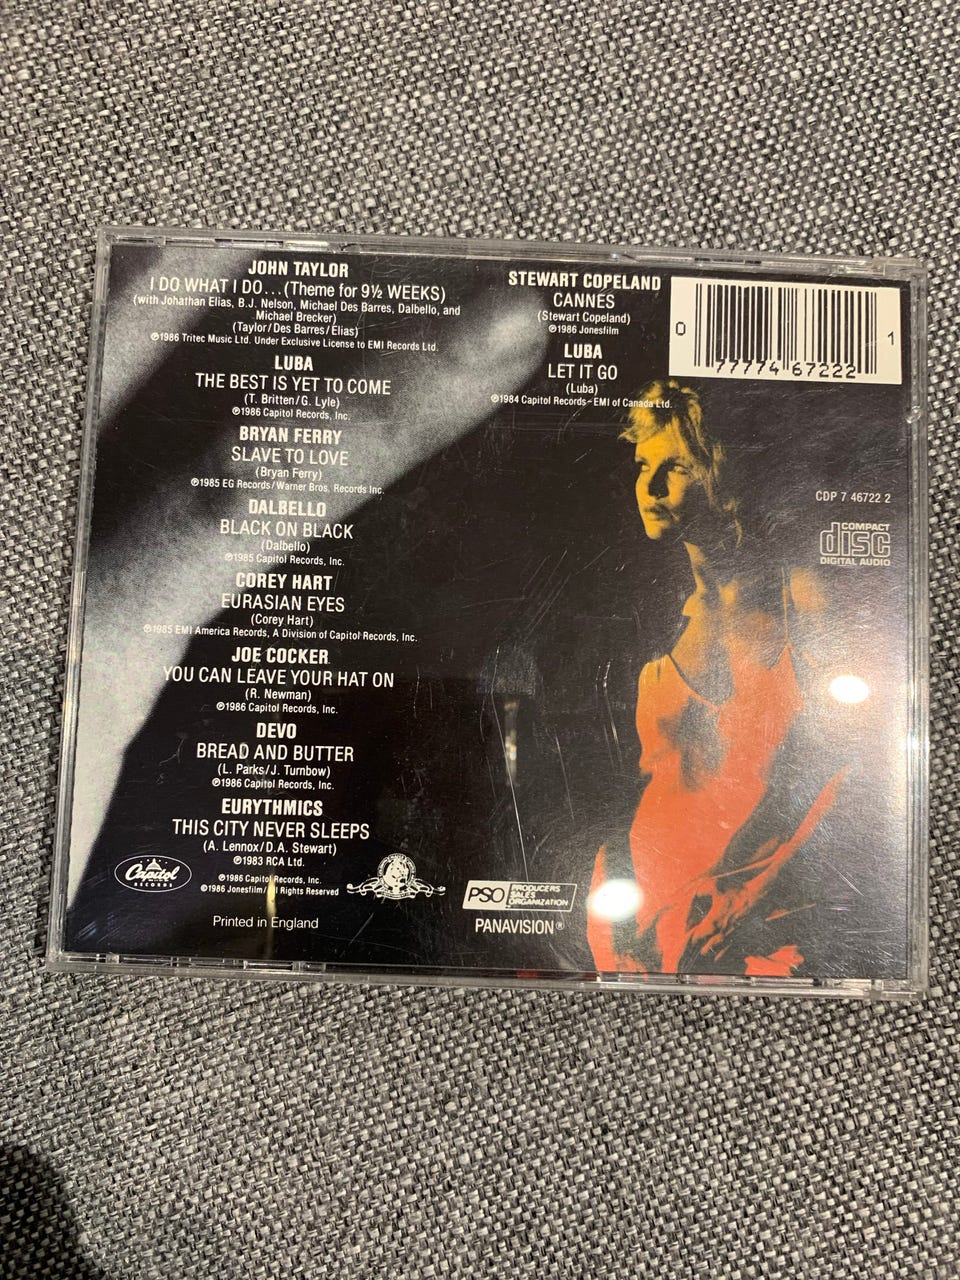 JOHN TAYLOR
I DO WHAT I DO...(Theme for 9½ WEEKS)
(with Johathan Elias, B.J. Nelson, Michael Des Barres, Dalbello, and
Michael Brecker)
(Taylor/Des Barres/Elias)
℗1986 Tritec Music Ltd. Under Exclusive License to EMI Records Ltd.
LUBA
THE BEST IS YET TO COME
(T. Britten/G. Lyle)
℗1986 Capitol Records, Inc.
BRYAN FERRY
SLAVE TO LOVE
(Bryan Ferry)
℗1985 EG Records/Warner Bros. Records Inc.
DALBELLO
BLACK ON BLACK
(Dalbello)
℗1985 Capitol Records, Inc.
COREY HART
EURASIAN EYES
(Corey Hart)
℗1985 EMI America Records, A Division of Capitol Records, Inc.
JOE COCKER
YOU CAN LEAVE YOUR HAT ON
(R. Newman)
℗1986 Capitol Records, Inc.
DEVO
BREAD AND BUTTER
(L. Parks/J. Turnbow)
℗1986 Capitol Records, Inc.
EURYTHMICS
THIS CITY NEVER SLEEPS
(A. Lennox/D.A. Stewart)
℗1983 RCA Ltd.
℗1986 Capitol Records, Inc.
©1986 Jonesfilm/All Rights Reserved
Capitol
RECORDS
Printed in England
STEWART COPELAND
CANNES
(Stewart Copeland)
℗1986 Jonesfilm
LUBA
LET IT GO
(Luba)
℗1984 Capitol Records-EMI of Canada Ltd.
0 77774 67222 1
CDP 7 46722 2
COMPACT
disc
DIGITAL AUDIO
PSO PRODUCERS
SALES
ORGANIZATION
PANAVISION®